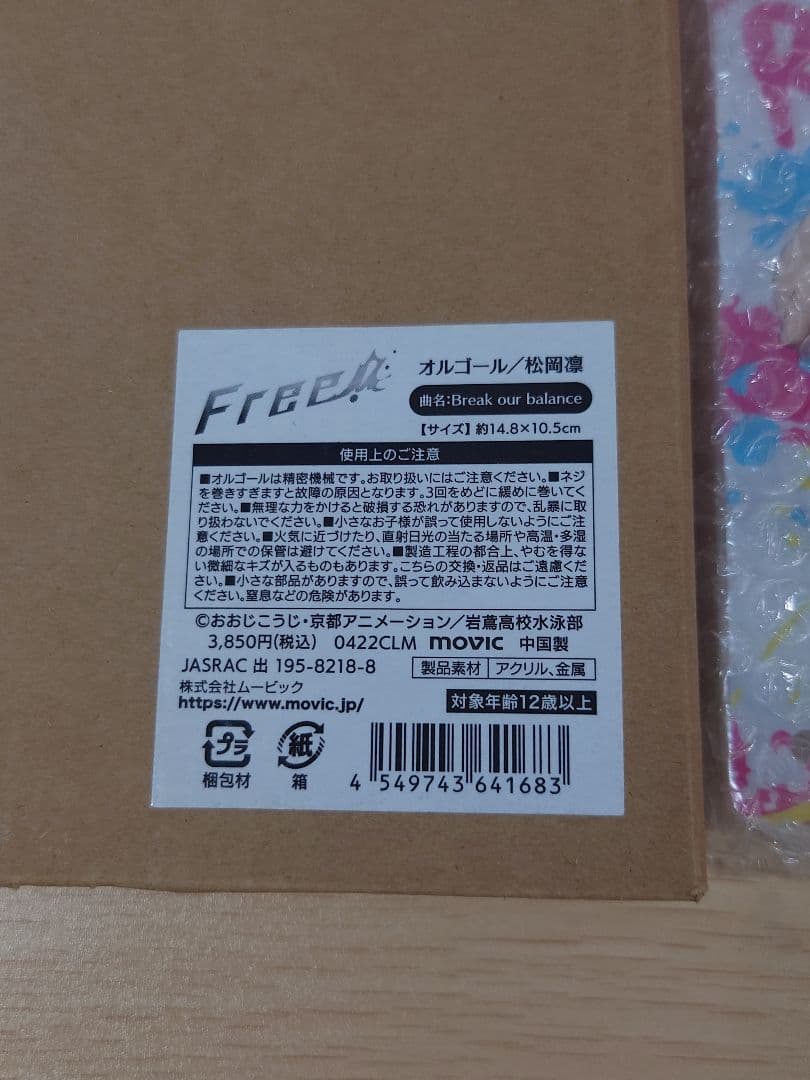 Free!
オルゴール／松岡凛
曲名:Break our balance
【サイズ】約14.8×10.5cm
使用上のご注意
■オルゴールは精密機械です。お取り扱いにはご注意ください。■ネジ
を巻きすぎますと故障の原因となります。3回をめどに緩めに巻いてく
ださい。■無理な力をかけると破損する恐れがありますので、乱暴に取
り扱わないでください。■小さなお子様が誤って使用しないようにご注
意ください。■火気に近づけたり、直射日光の当たる場所や高温・多湿
の場所での保管は避けてください。■製造工程の都合上、やむを得な
い微細なキズが入るものもあります。こちらの交換・返品はご遠慮くだ
さい。■小さな部品がありますので、誤って飲み込まないようにご注意
ください。窒息などの危険があります。
©おおじこうじ・京都アニメーション／岩鳶高校水泳部
3,850円(税込) 0422CLM movic 中国製
JASRAC 出 195-8218-8 製品素材 アクリル、金属
株式会社ムービック
https://www.movic.jp/ 対象年齢12歳以上
プラ 紙
梱包材 箱 4 549743 641683